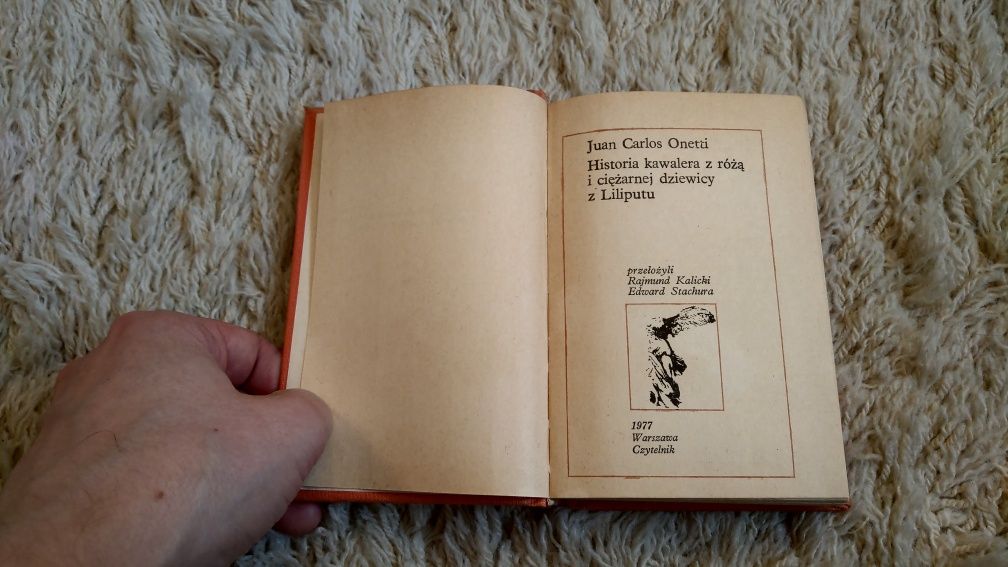 Juan Carlos Onetti
Historia kawalera z różą
i ciężarnej dziewicy
z Liliputu
przełożyli
Rajmund Kalicki
Edward Stachura
1977
Warszawa
Czytelnik